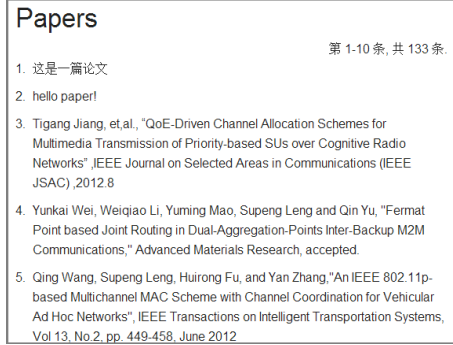 Papers
第 1-10 条, 共 133 条.
1. 这是一篇论文
2. hello paper!
3. Tigang Jiang, et,al., “QoE-Driven Channel Allocation Schemes for
Multimedia Transmission of Priority-based SUs over Cognitive Radio
Networks” ,IEEE Journal on Selected Areas in Communications (IEEE
JSAC) ,2012.8
4. Yunkai Wei, Weiqiao Li, Yuming Mao, Supeng Leng and Qin Yu, "Fermat
Point based Joint Routing in Dual-Aggregation-Points Inter-Backup M2M
Communications," Advanced Materials Research, accepted.
5. Qing Wang, Supeng Leng, Huirong Fu, and Yan Zhang,"An IEEE 802.11p-
based Multichannel MAC Scheme with Channel Coordination for Vehicular
Ad Hoc Networks", IEEE Transactions on Intelligent Transportation Systems,
Vol 13, No.2, pp. 449-458, June 2012